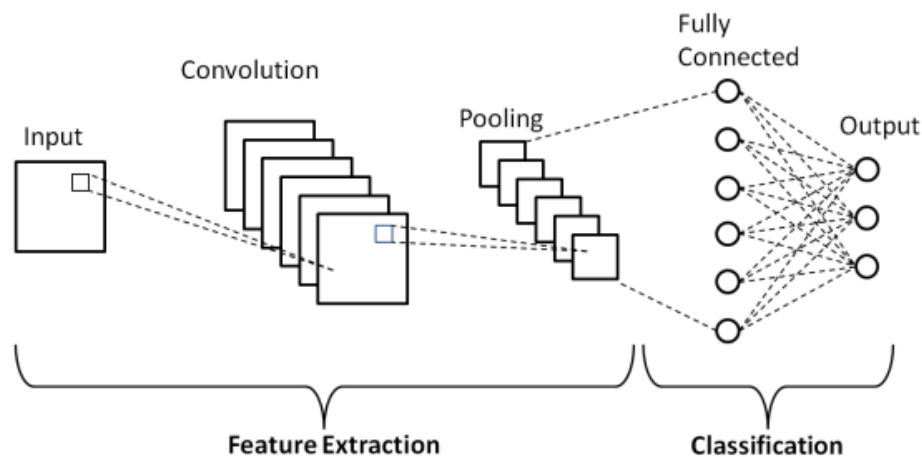 Fully
Connected
Convolution
Pooling
Input
Output
Feature Extraction
Classification